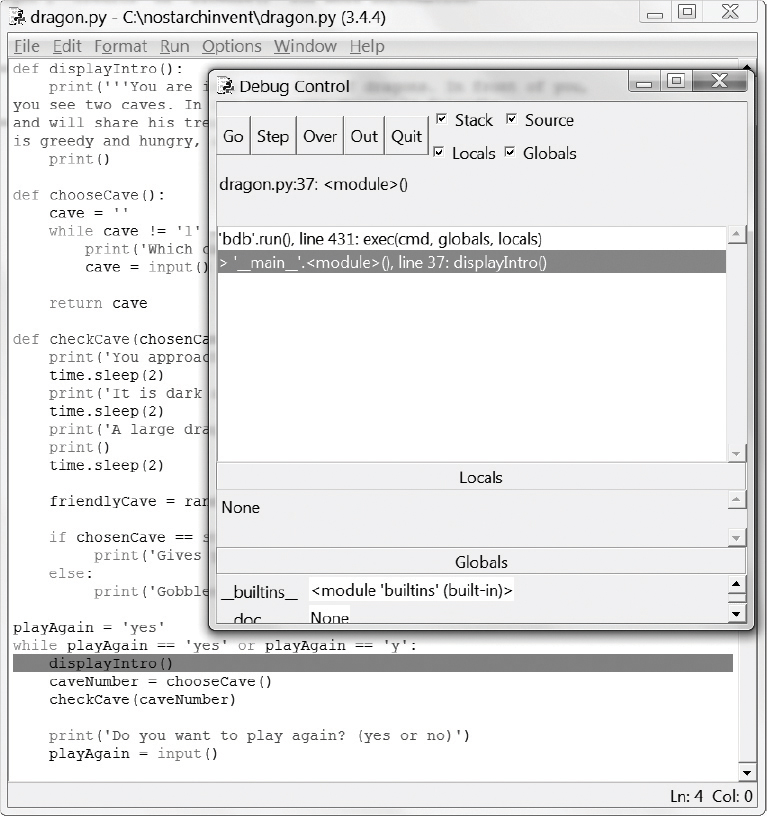 dragon.py - C:\nostarchinvent\dragon.py (3.4.4)
File Edit Format Run Options Window Help
def displayIntro():
print('''You are i dragons. In front of you,
you see two caves. In
and will share his tre
is greedy and hungry,
print()
def chooseCave():
cave = ''
while cave != '1'
print('Which c
cave = input()
return cave
def checkCave(chosenCa
print('You approac
time.sleep(2)
print('It is dark
time.sleep(2)
print('A large dra
print()
time.sleep(2)
friendlyCave = ran
if chosenCave == s
print('Gives
else:
print('Gobble
playAgain = 'yes'
while playAgain == 'yes' or playAgain == 'y':
displayIntro()
caveNumber = chooseCave()
checkCave(caveNumber)
print('Do you want to play again? (yes or no)')
playAgain = input()
Ln: 4 Col: 0
Debug Control
Go Step Over Out Quit
Stack Source
Locals Globals
dragon.py:37: <module>()
'bdb'.run(), line 431: exec(cmd, globals, locals)
> '__main__'.<module>(), line 37: displayIntro()
Locals
None
Globals
__builtins__ <module 'builtins' (built-in)>
__doc__ None